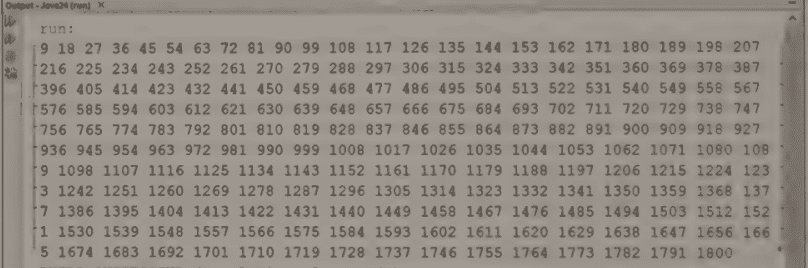 Output - Java24 (run) ×
run:
9 18 27 36 45 54 63 72 81 90 99 108 117 126 135 144 153 162 171 180 189 198 207
216 225 234 243 252 261 270 279 288 297 306 315 324 333 342 351 360 369 378 387
396 405 414 423 432 441 450 459 468 477 486 495 504 513 522 531 540 549 558 567
576 585 594 603 612 621 630 639 648 657 666 675 684 693 702 711 720 729 738 747
756 765 774 783 792 801 810 819 828 837 846 855 864 873 882 891 900 909 918 927
936 945 954 963 972 981 990 999 1008 1017 1026 1035 1044 1053 1062 1071 1080 108
9 1098 1107 1116 1125 1134 1143 1152 1161 1170 1179 1188 1197 1206 1215 1224 123
3 1242 1251 1260 1269 1278 1287 1296 1305 1314 1323 1332 1341 1350 1359 1368 137
7 1386 1395 1404 1413 1422 1431 1440 1449 1458 1467 1476 1485 1494 1503 1512 152
1 1530 1539 1548 1557 1566 1575 1584 1593 1602 1611 1620 1629 1638 1647 1656 166
5 1674 1683 1692 1701 1710 1719 1728 1737 1746 1755 1764 1773 1782 1791 1800